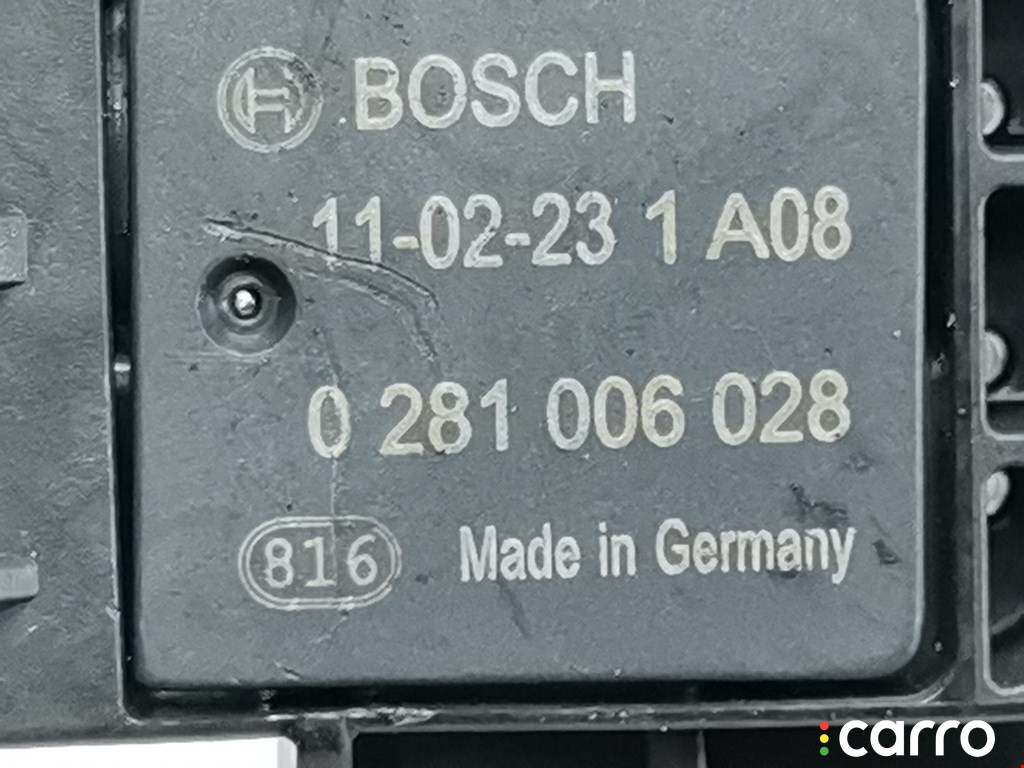 BOSCH
11-02-23 1 A08
0 281 006 028
816 Made in Germany
carro